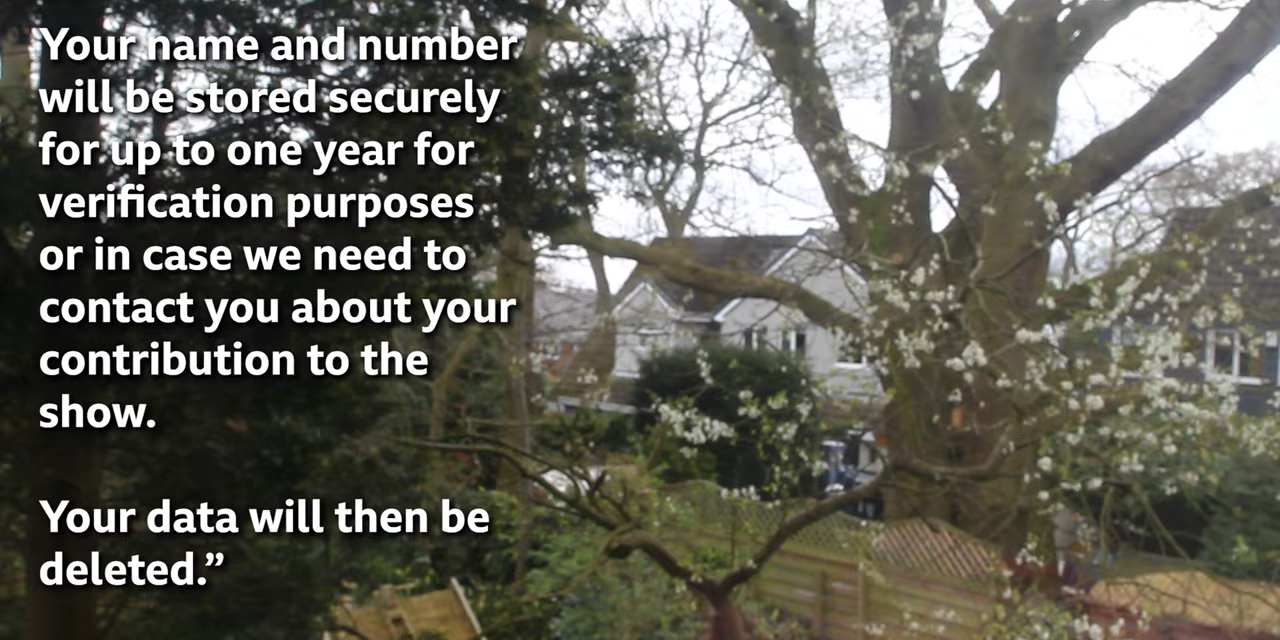 Your name and number
will be stored securely
for up to one year for
verification purposes
or in case we need to
contact you about your
contribution to the
show.
Your data will then be
deleted.”